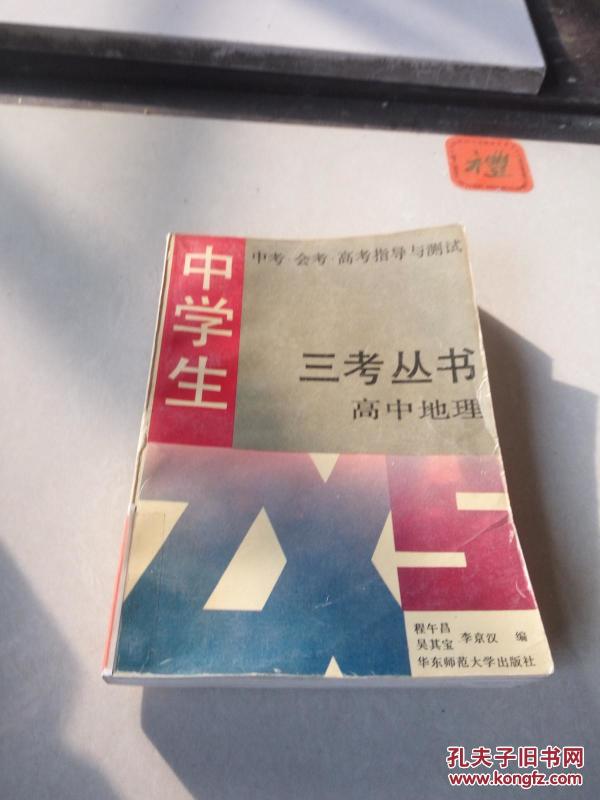 禮
中学生
中考·会考·高考指导与测试
三考丛书
高中地理
程午昌
吴其宝 李京汉 编
华东师范大学出版社
孔夫子旧书网
www.kongfz.com